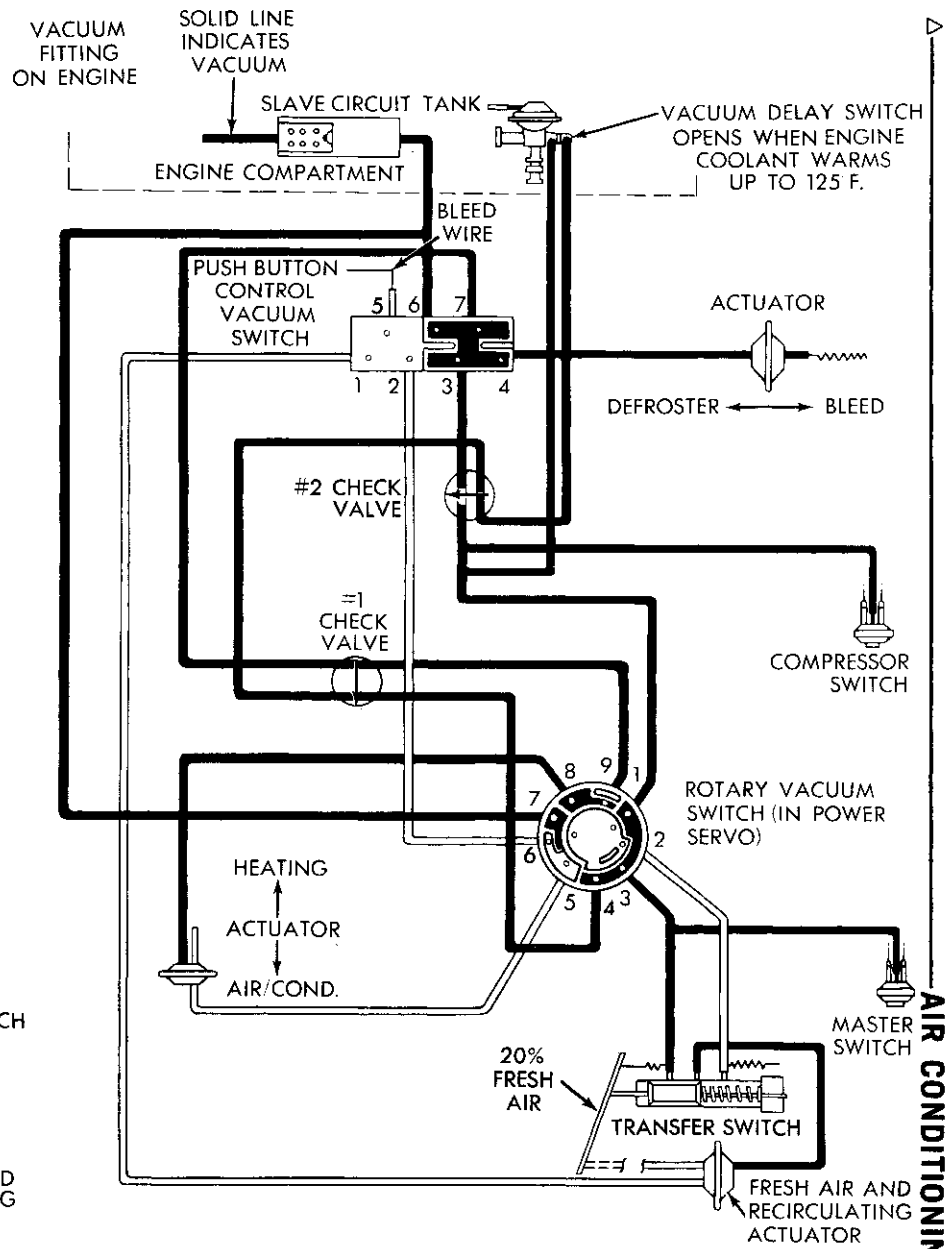 VACUUM
FITTING
ON ENGINE
SOLID LINE
INDICATES
VACUUM
SLAVE CIRCUIT TANK
ENGINE COMPARTMENT
VACUUM DELAY SWITCH
OPENS WHEN ENGINE
COOLANT WARMS
UP TO 125°F.
BLEED
WIRE
PUSH BUTTON
CONTROL
VACUUM
SWITCH
5 6 7
1 2 3 4
ACTUATOR
DEFROSTER
BLEED
#2 CHECK
VALVE
#1
CHECK
VALVE
COMPRESSOR
SWITCH
8 9 1
7
2
6
5 4 3
ROTARY VACUUM
SWITCH (IN POWER
SERVO)
HEATING
ACTUATOR
AIR/COND.
CH
MASTER
SWITCH
20%
FRESH
AIR
TRANSFER SWITCH
D
G
FRESH AIR AND
RECIRCULATING
ACTUATOR
AIR CONDITIONIN